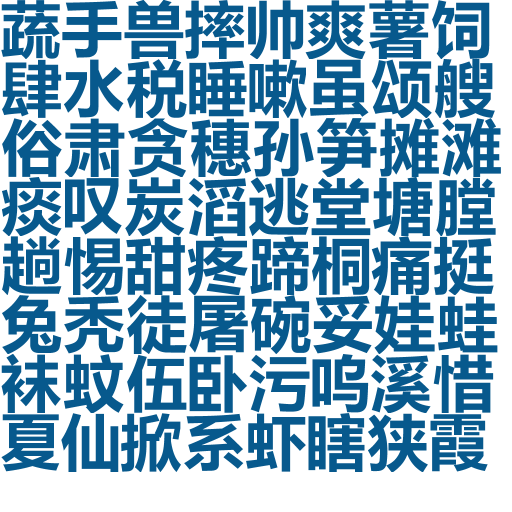 蔬手兽摔帅爽薯饲
肆水税睡嗽虽颂艘
俗肃贪穗孙笋摊滩
痰叹炭滔逃堂塘膛
趟惕甜疼蹄桐痛挺
兔秃徒屠碗妥娃蛙
袜蚊伍卧污呜溪惜
夏仙掀系虾瞎狭霞